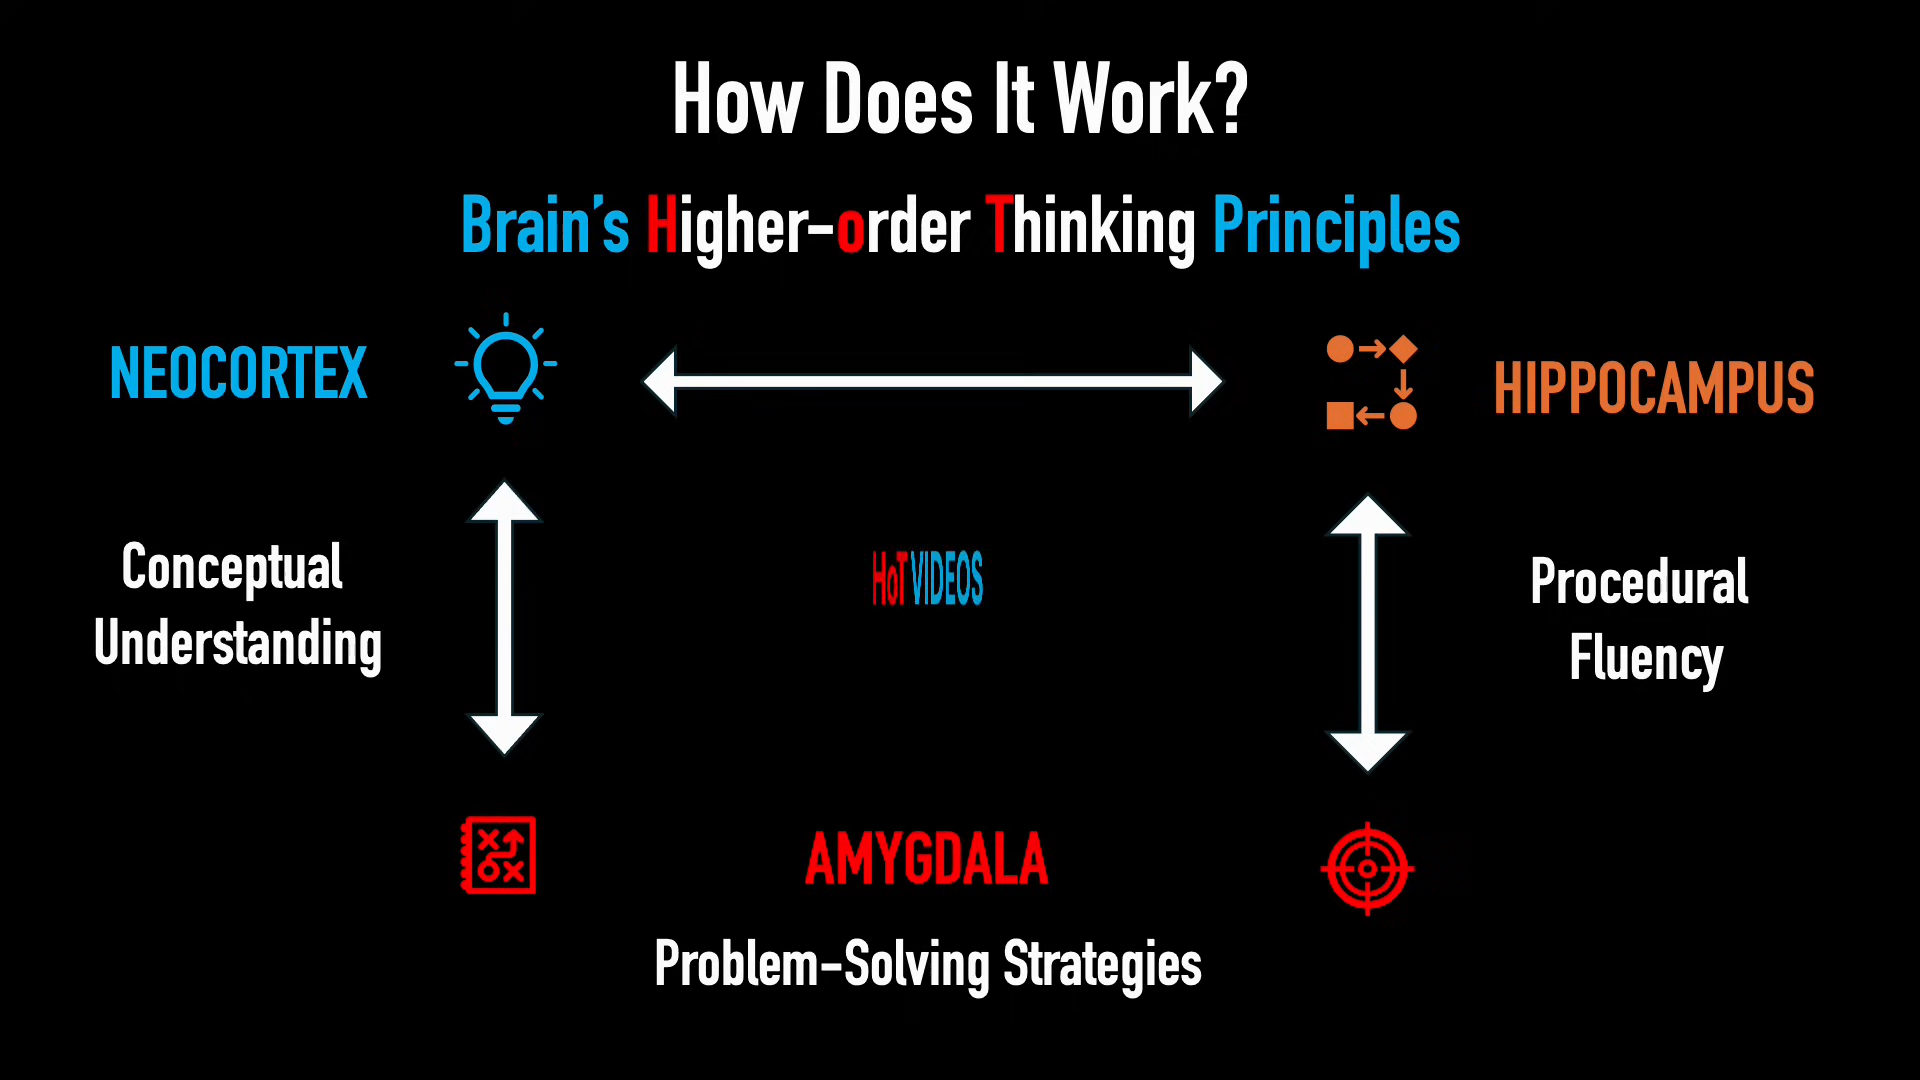 How Does It Work?
Brain's Higher-order Thinking Principles
NEOCORTEX
HIPPOCAMPUS
Conceptual
Understanding
HoT VIDEOS
Procedural
Fluency
AMYGDALA
Problem-Solving Strategies